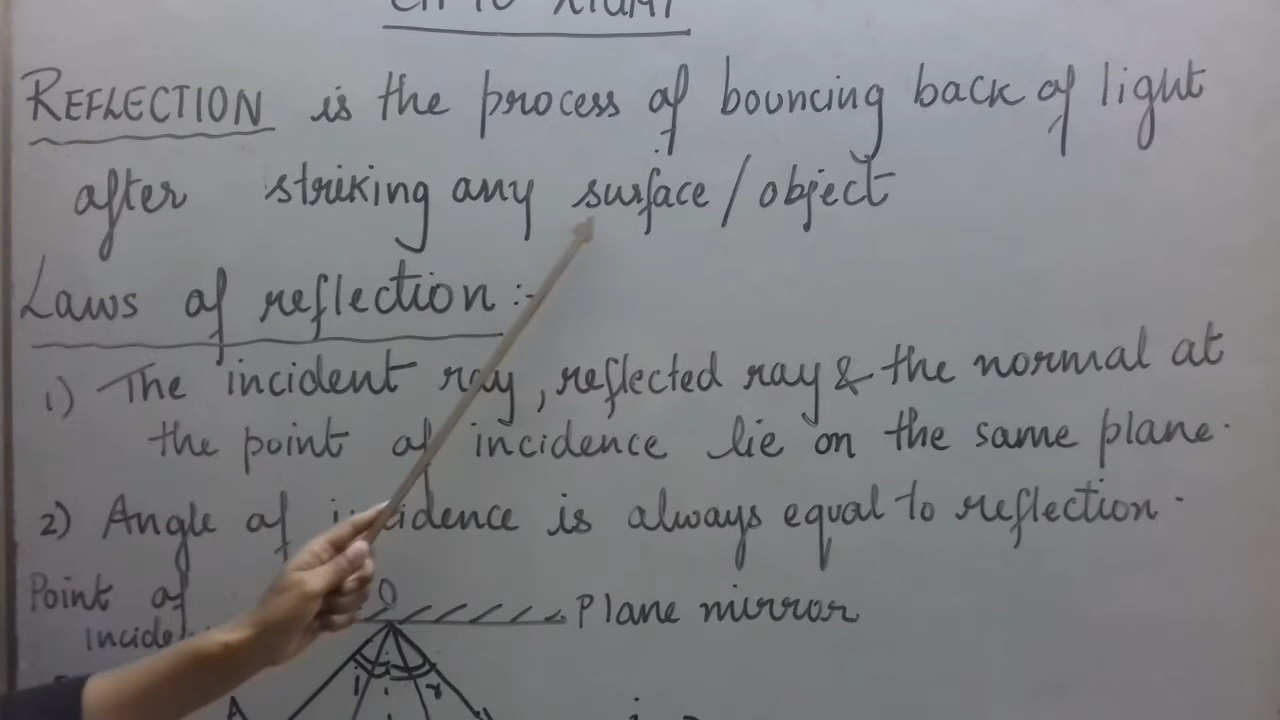 REFLECTION is the process of bouncing back of light
after striking any surface / object
Laws of reflection :-
1) The incident ray, reflected ray & the normal at
the point of incidence lie on the same plane.
2) Angle of incidence is always equal to reflection.
Point of
O
Plane mirror
i r
A